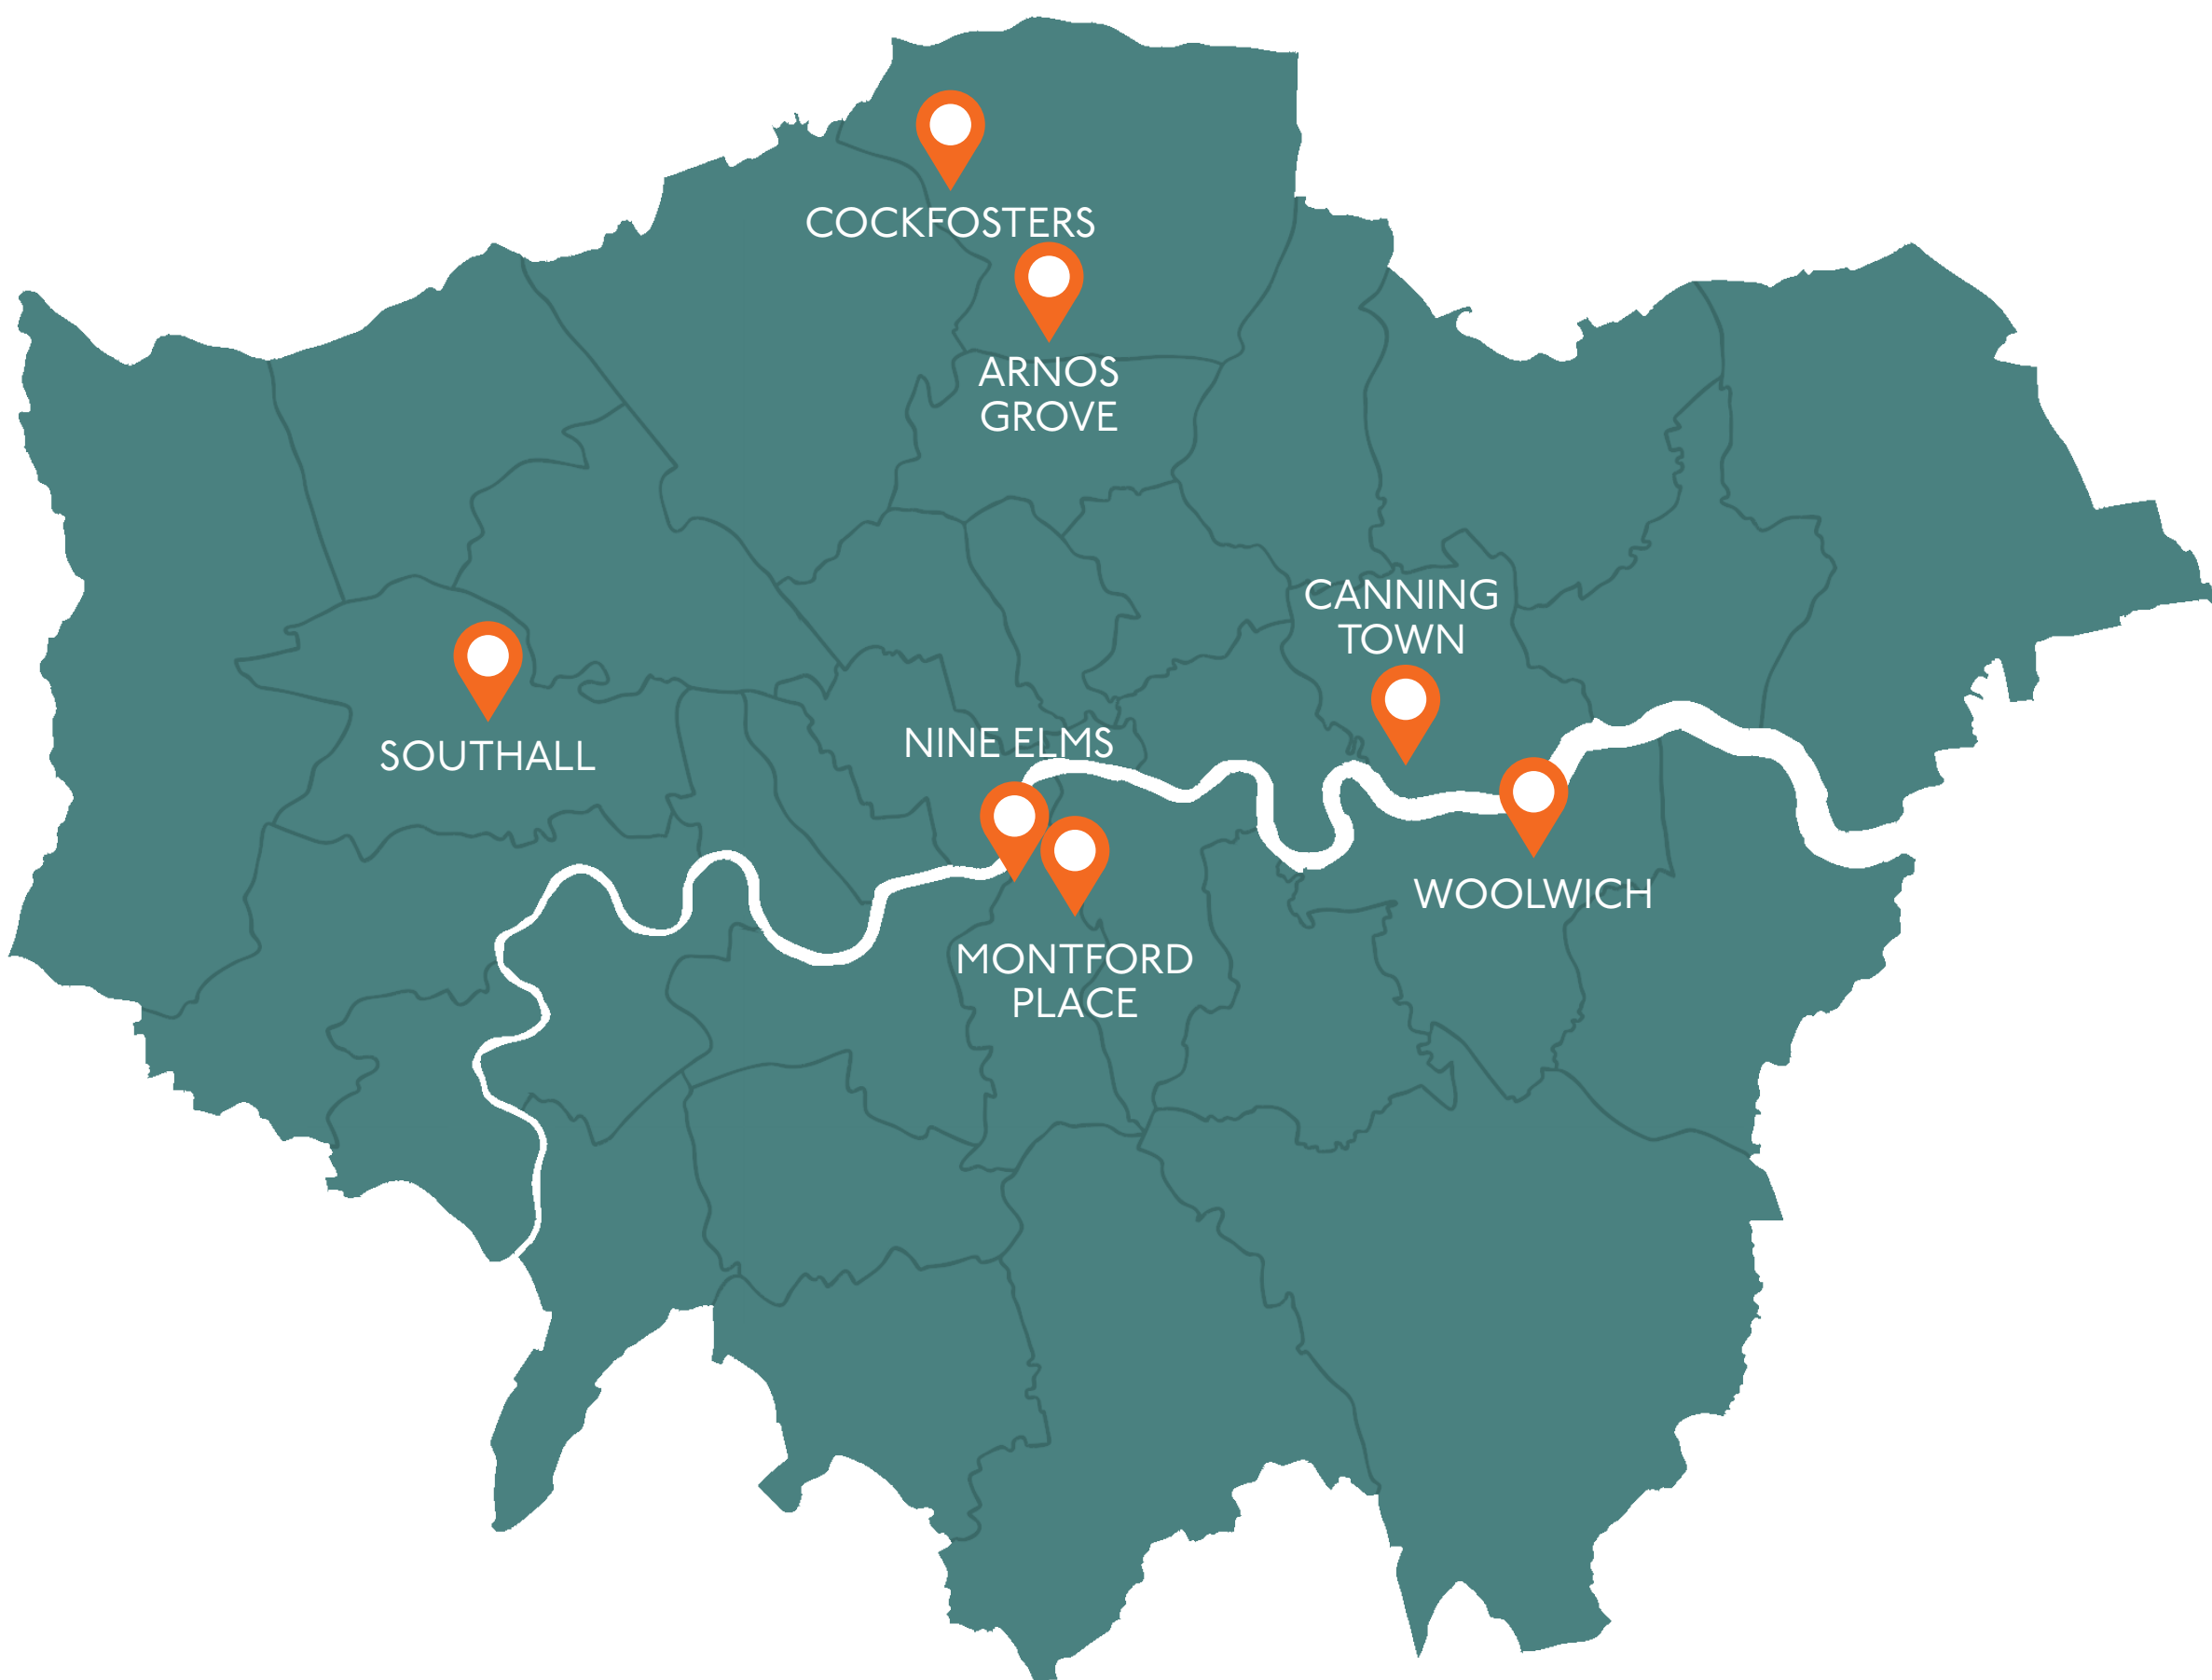 COCKFOSTERS
ARNOS
GROVE
CANNING
TOWN
SOUTHALL
NINE ELMS
WOOLWICH
MONTFORD
PLACE